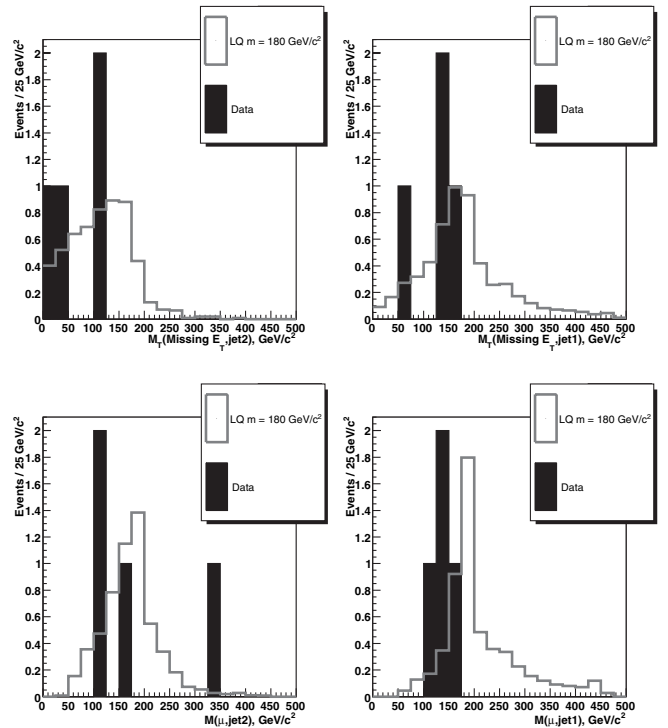 Events / 25 GeV/c²
2
1.8
1.6
1.4
1.2
1
0.8
0.6
0.4
0.2
0
0 50 100 150 200 250 300 350 400 450 500
M_T(Missing E_T,jet2), GeV/c²
LQ m = 180 GeV/c²
Data
Events / 25 GeV/c²
2
1.8
1.6
1.4
1.2
1
0.8
0.6
0.4
0.2
0
0 50 100 150 200 250 300 350 400 450 500
M_T(Missing E_T,jet1), GeV/c²
LQ m = 180 GeV/c²
Data
Events / 25 GeV/c²
2
1.8
1.6
1.4
1.2
1
0.8
0.6
0.4
0.2
0
0 50 100 150 200 250 300 350 400 450 500
M(μ,jet2), GeV/c²
LQ m = 180 GeV/c²
Data
Events / 25 GeV/c²
2
1.8
1.6
1.4
1.2
1
0.8
0.6
0.4
0.2
0
0 50 100 150 200 250 300 350 400 450 500
M(μ,jet1), GeV/c²
LQ m = 180 GeV/c²
Data